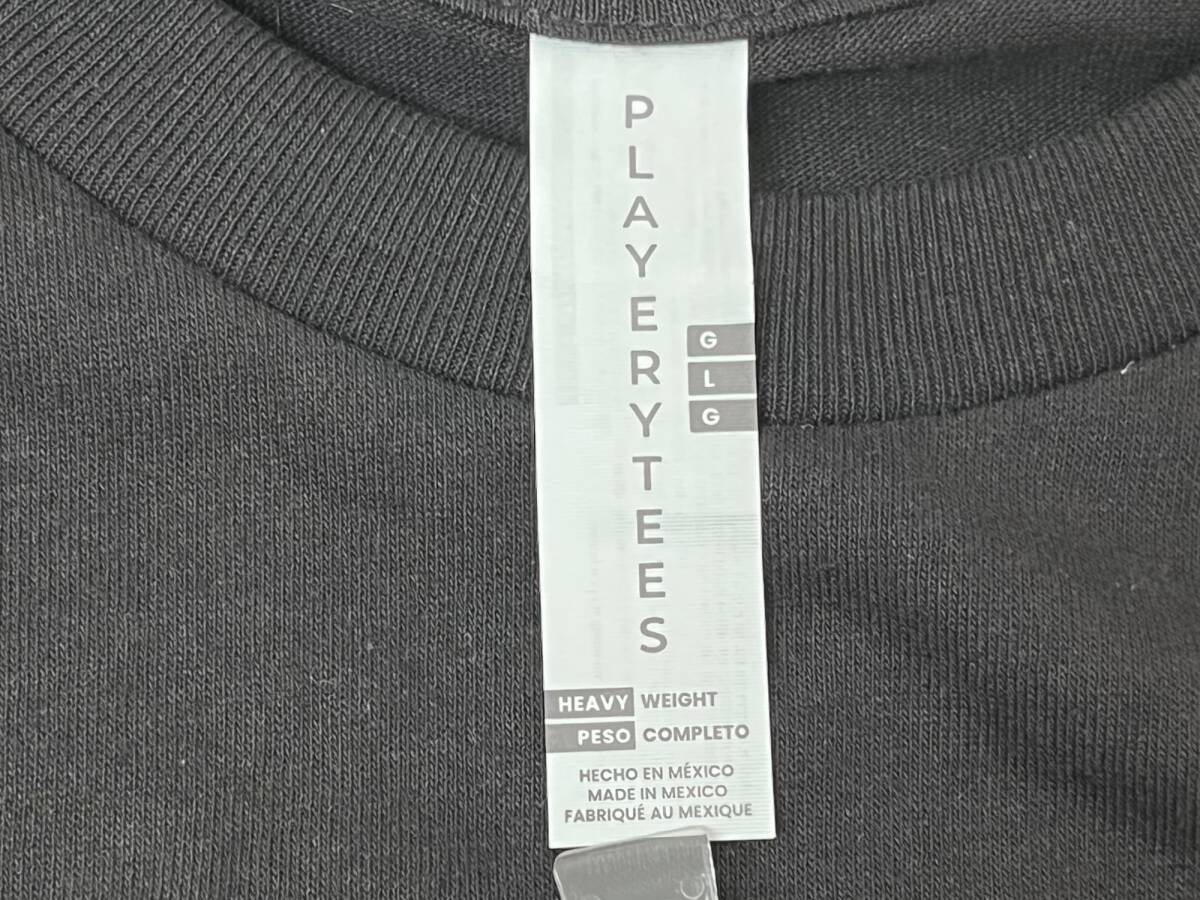 PLAYERYTEES
G
L
G
HEAVY WEIGHT
PESO COMPLETO
HECHO EN MÉXICO
MADE IN MEXICO
FABRIQUÉ AU MEXIQUE